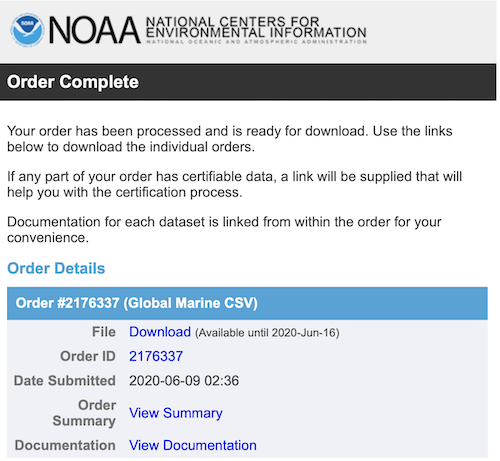 NOAA
NATIONAL CENTERS FOR
ENVIRONMENTAL INFORMATION
NATIONAL OCEANIC AND ATMOSPHERIC ADMINISTRATION
Order Complete
Your order has been processed and is ready for download. Use the links
below to download the individual orders.
If any part of your order has certifiable data, a link will be supplied that will
help you with the certification process.
Documentation for each dataset is linked from within the order for your
convenience.
Order Details
Order #2176337 (Global Marine CSV)
File Download (Available until 2020-Jun-16)
Order ID 2176337
Date Submitted 2020-06-09 02:36
Order
Summary View Summary
Documentation View Documentation